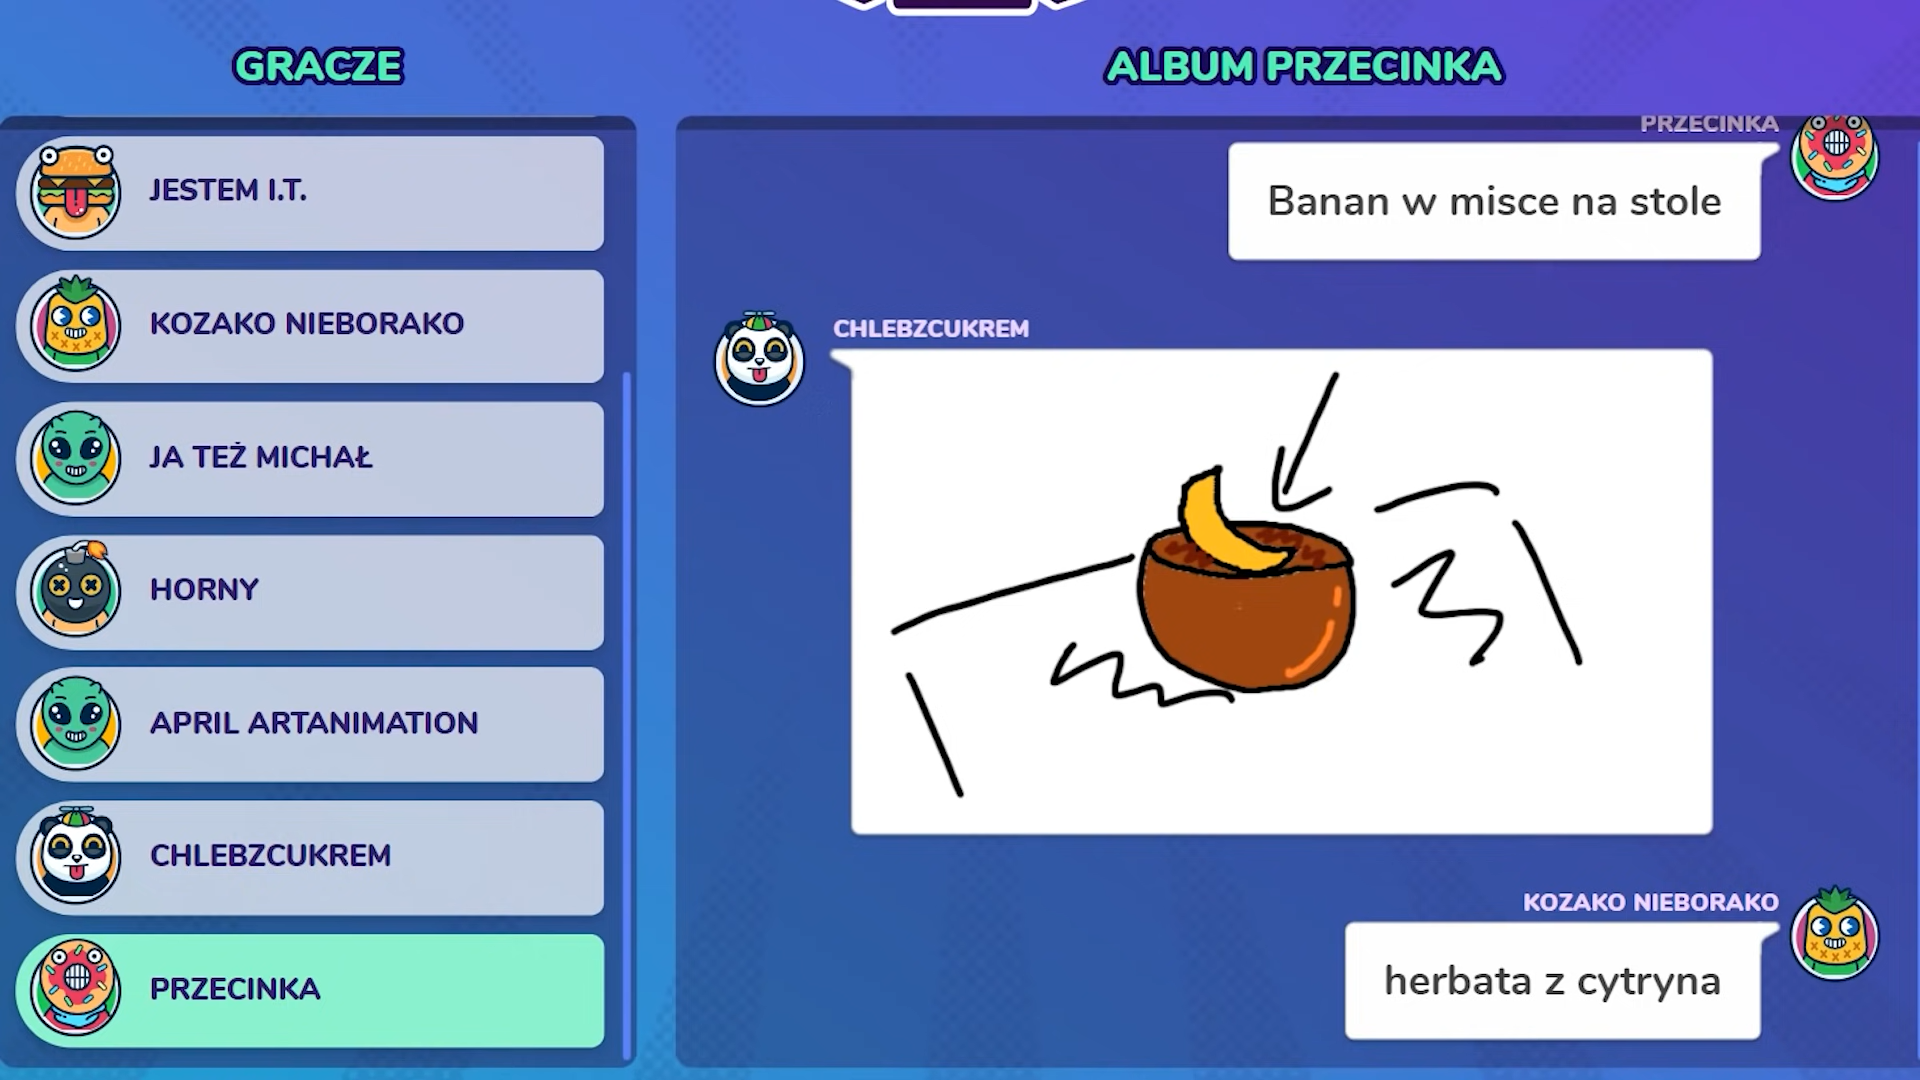 GRACZE
JESTEM I.T.
KOZAKO NIEBORAKO
JA TEŻ MICHAŁ
HORNY
APRIL ARTANIMATION
CHLEBZCUKREM
PRZECINKA
ALBUM PRZECINKA
PRZECINKA
Banan w misce na stole
CHLEBZCUKREM
KOZAKO NIEBORAKO
herbata z cytryna